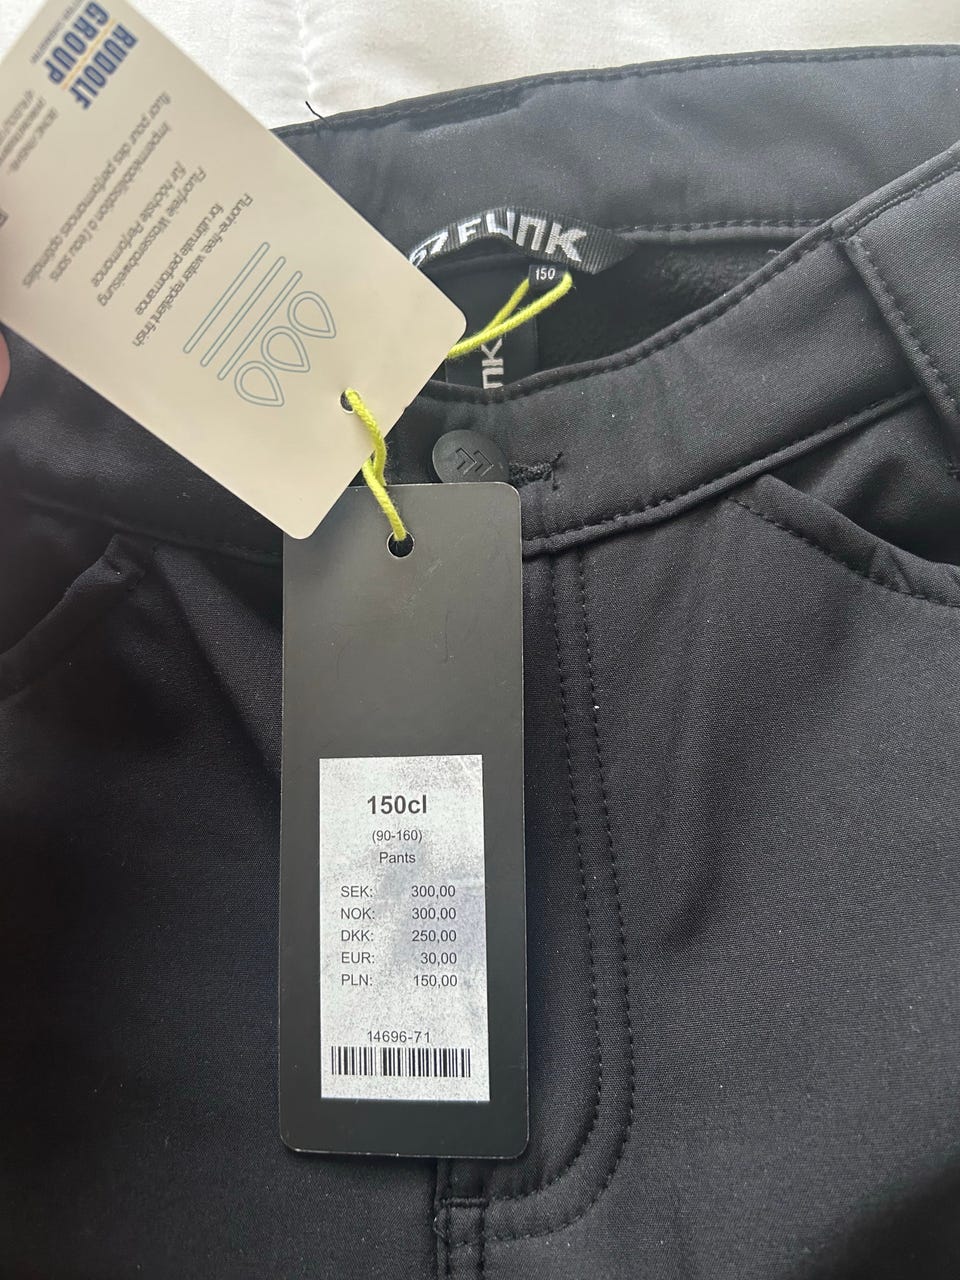 RUDOLF
GROUP
Fluorine-free water repellent finish
for ultimate performance
Fluorfreie Wasserabweisung
für höchste Performance
Imperméabilisation à l'eau sans
fluor pour des performances optimales
57 FUNK
150
NK
150cl
(90-160)
Pants
SEK: 300,00
NOK: 300,00
DKK: 250,00
EUR: 30,00
PLN: 150,00
14696-71